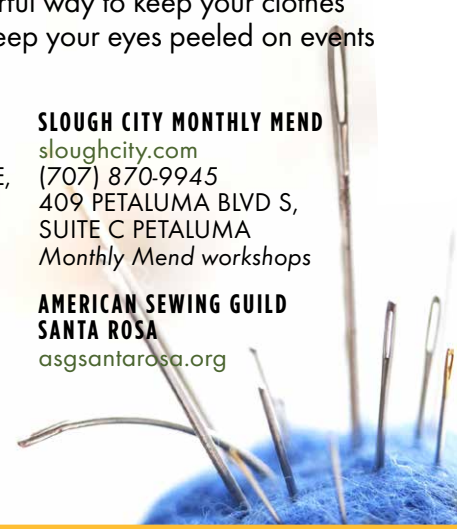 rful way to keep your clothes
eep your eyes peeled on events
SLOUGH CITY MONTHLY MEND
sloughcity.com
E,
(707) 870-9945
409 PETALUMA BLVD S,
SUITE C PETALUMA
Monthly Mend workshops
AMERICAN SEWING GUILD
SANTA ROSA
asgsantarosa.org